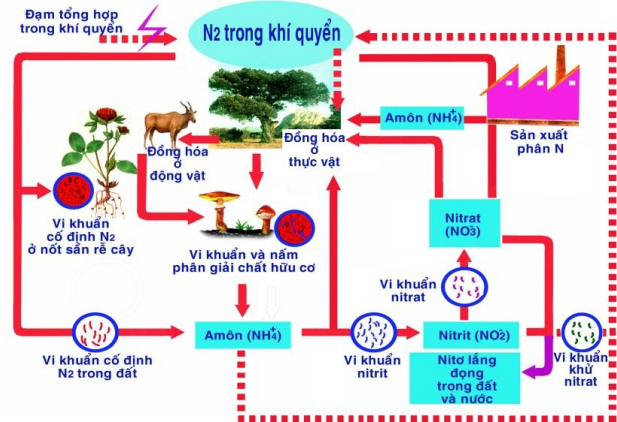 Đạm tổng hợp
trong khí quyển
N2 trong khí quyển
Amôn (NH4+)
Sản xuất
phân N
Đồng hóa
ở
động vật
Đồng hóa
ở
thực vật
Vi khuẩn
cố định N2
ở nốt sần rễ cây
Vi khuẩn và nấm
phân giải chất hữu cơ
Nitrat
(NO3-)
Vi khuẩn
nitrat
Amôn (NH4+)
Nitrit (NO2-)
Vi khuẩn cố định
N2 trong đất
Vi khuẩn
nitrit
Nitơ lắng
đọng
trong đất
và nước
Vi khuẩn
khử
nitrat